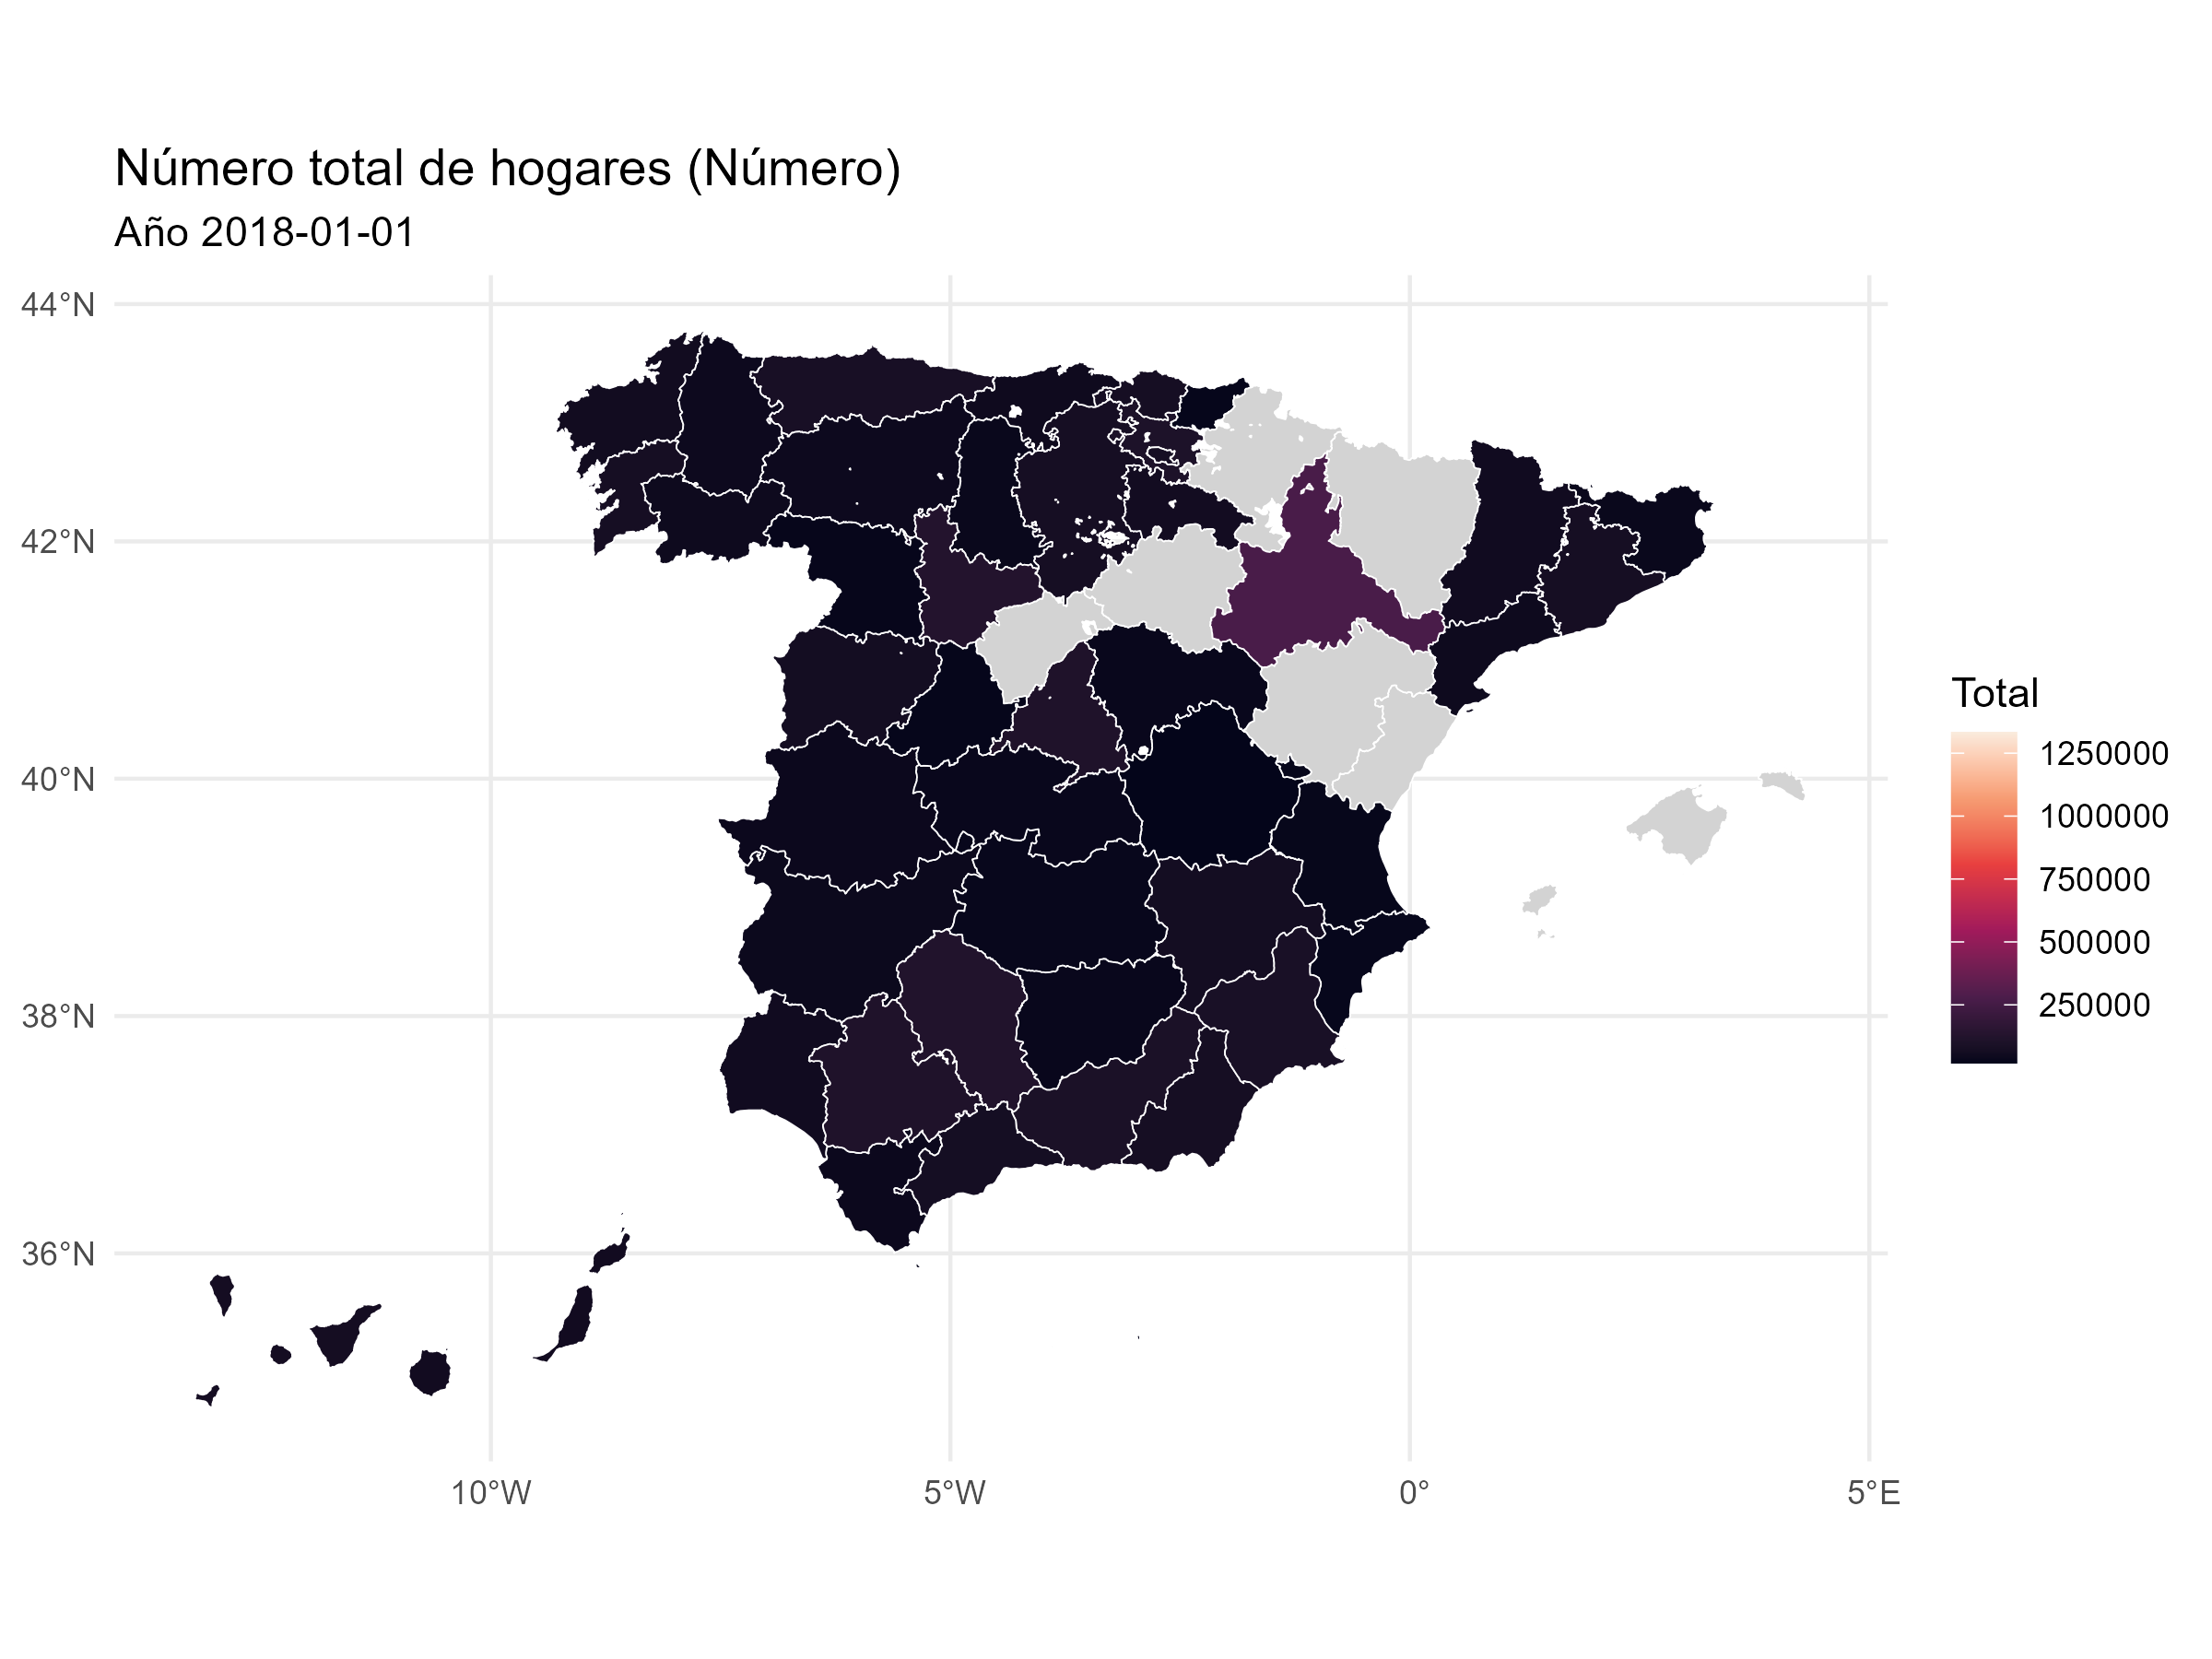 Número total de hogares (Número)
Año 2018-01-01
44°N
42°N
40°N
38°N
36°N
10°W
5°W
0°
5°E
Total
1250000
1000000
750000
500000
250000